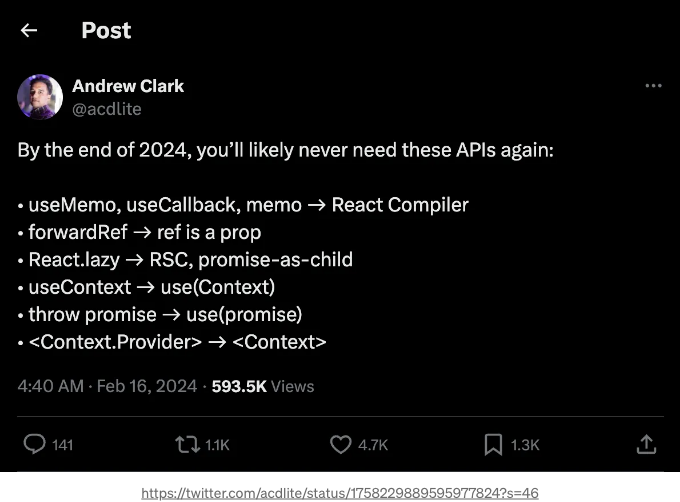 Post
Andrew Clark
@acdlite
By the end of 2024, you’ll likely never need these APIs again:
• useMemo, useCallback, memo → React Compiler
• forwardRef → ref is a prop
• React.lazy → RSC, promise-as-child
• useContext → use(Context)
• throw promise → use(promise)
• <Context.Provider> → <Context>
4:40 AM · Feb 16, 2024 · 593.5K Views
141 1.1K 4.7K 1.3K
https://twitter.com/acdlite/status/1758229889595977824?s=46